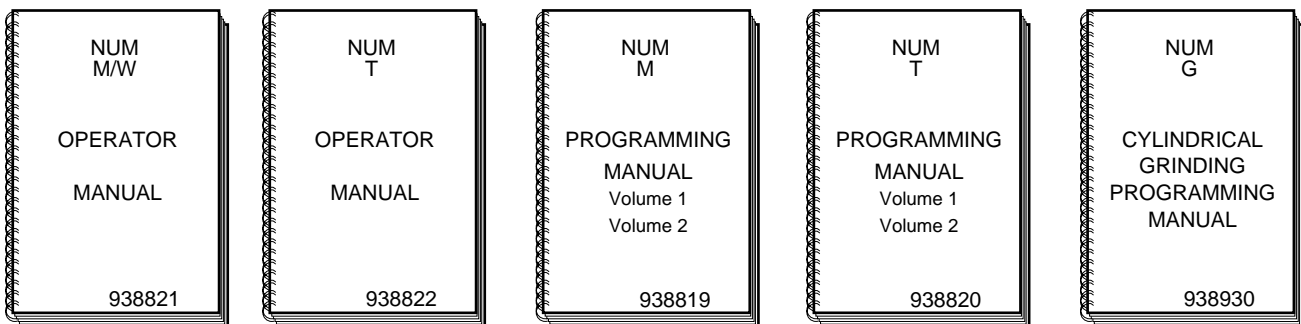 NUM
M/W
OPERATOR
MANUAL
938821
NUM
T
OPERATOR
MANUAL
938822
NUM
M
PROGRAMMING
MANUAL
Volume 1
Volume 2
938819
NUM
T
PROGRAMMING
MANUAL
Volume 1
Volume 2
938820
NUM
G
CYLINDRICAL
GRINDING
PROGRAMMING
MANUAL
938930